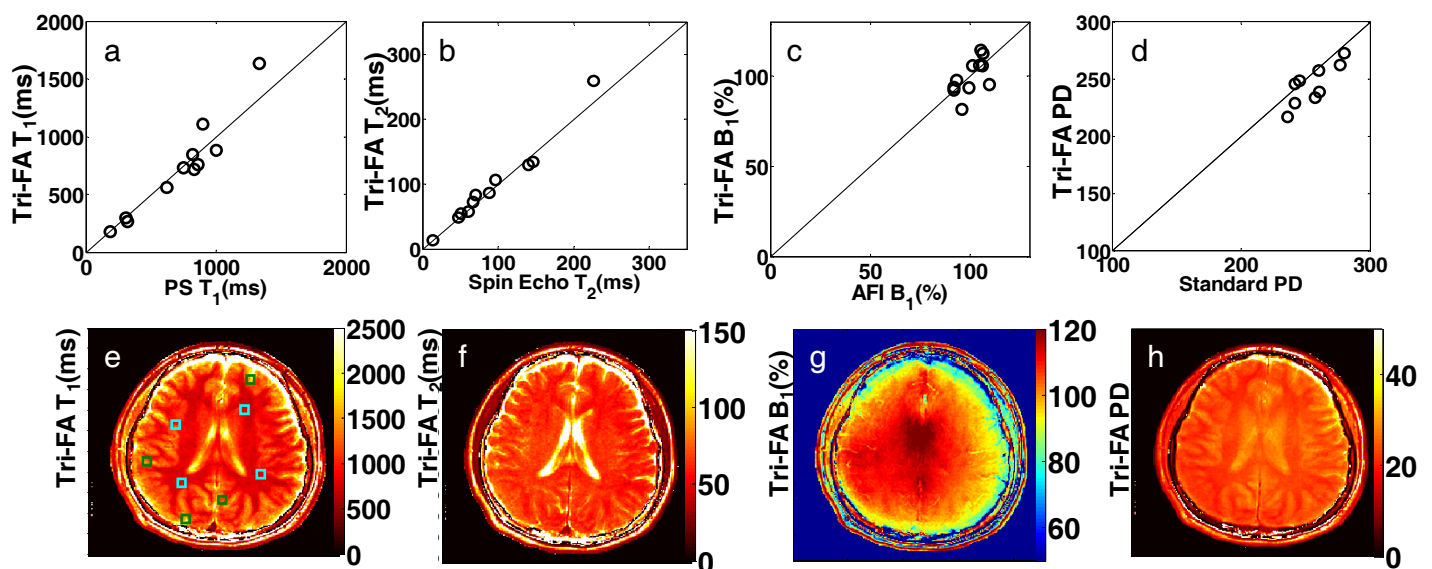 a
2000
1500
1000
500
0
Tri-FA T1(ms)
0 1000 2000
PS T1(ms)
b
300
200
100
0
Tri-FA T2(ms)
0 100 200 300
Spin Echo T2(ms)
c
100
50
0
Tri-FA B1(%)
0 50 100
AFI B1(%)
d
300
250
200
150
100
Tri-FA PD
100 200 300
Standard PD
e
Tri-FA T1(ms)
2500
2000
1500
1000
500
0
f
Tri-FA T2(ms)
150
100
50
0
g
Tri-FA B1(%)
120
100
80
60
h
Tri-FA PD
40
20
0